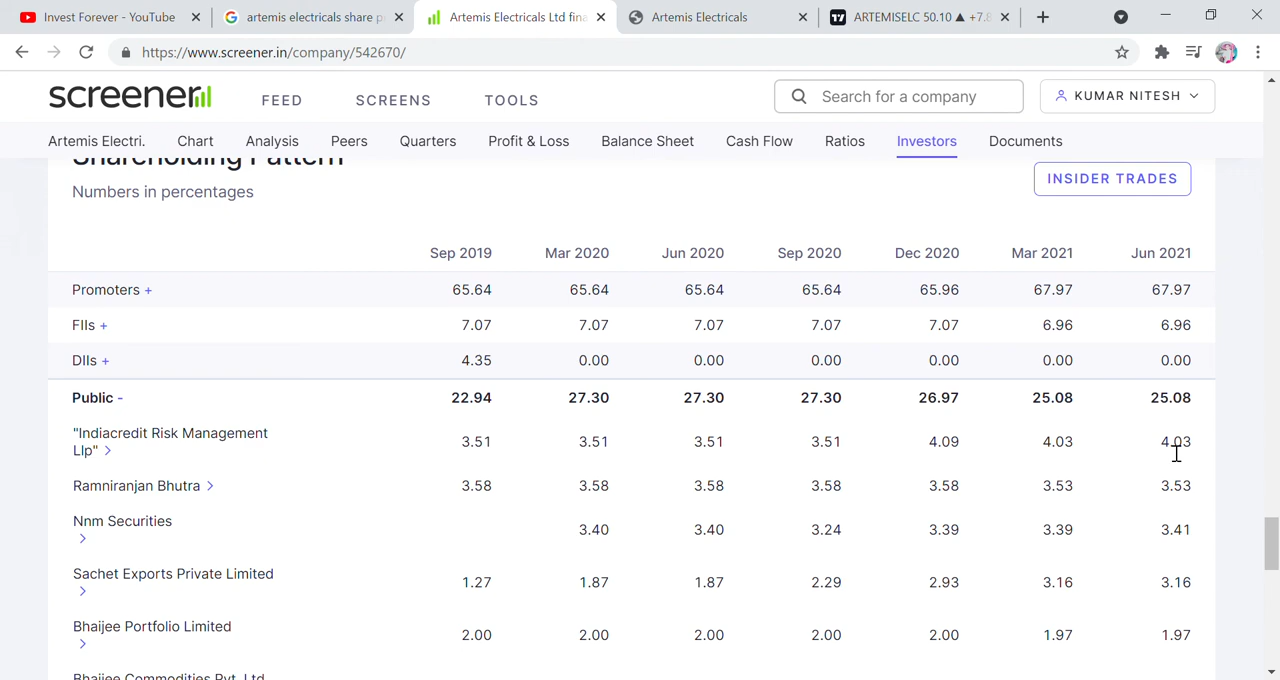 Invest Forever - YouTube
artemis electricals share p
Artemis Electricals Ltd fina
Artemis Electricals
ARTEMISELC 50.10 ▲ +7.8
https://www.screener.in/company/542670/
screener
FEED
SCREENS
TOOLS
Search for a company
KUMAR NITESH
Artemis Electri.
Chart
Analysis
Peers
Quarters
Profit & Loss
Balance Sheet
Cash Flow
Ratios
Investors
Documents
Shareholding Pattern
Numbers in percentages
INSIDER TRADES
Sep 2019 Mar 2020 Jun 2020 Sep 2020 Dec 2020 Mar 2021 Jun 2021
Promoters + 65.64 65.64 65.64 65.64 65.96 67.97 67.97
FIIs + 7.07 7.07 7.07 7.07 7.07 6.96 6.96
DIIs + 4.35 0.00 0.00 0.00 0.00 0.00 0.00
Public - 22.94 27.30 27.30 27.30 26.97 25.08 25.08
"Indiacredit Risk Management
Llp" > 3.51 3.51 3.51 3.51 4.09 4.03 4.03
Ramniranjan Bhutra > 3.58 3.58 3.58 3.58 3.58 3.53 3.53
Nnm Securities
> 3.40 3.40 3.24 3.39 3.39 3.41
Sachet Exports Private Limited
> 1.27 1.87 1.87 2.29 2.93 3.16 3.16
Bhaijee Portfolio Limited
> 2.00 2.00 2.00 2.00 2.00 1.97 1.97
Bhaijee Commodities Pvt. Ltd